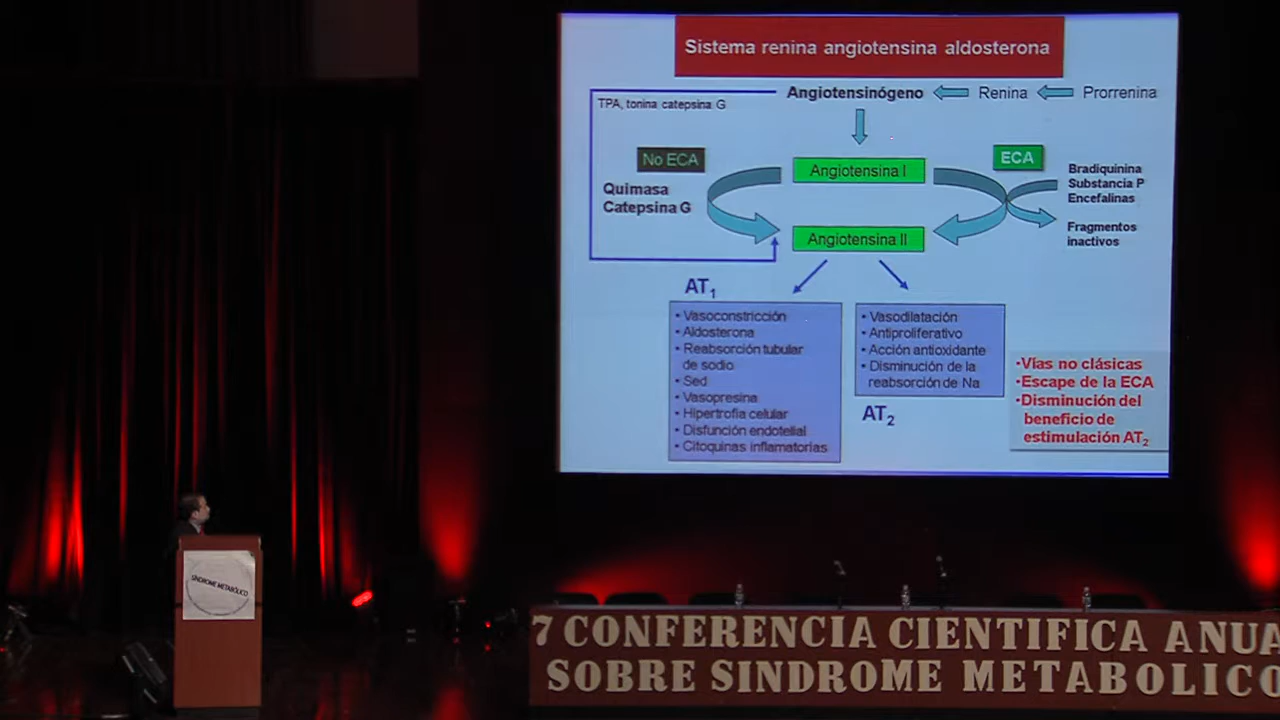 Sistema renina angiotensina aldosterona
Angiotensinógeno
Renina
Prorrenina
TPA, tonina catepsina G
No ECA
Angiotensina I
ECA
Quimasa
Catepsina G
Bradiquinina
Substancia P
Encefalinas
Angiotensina II
Fragmentos
inactivos
AT1
• Vasoconstricción
• Aldosterona
• Reabsorción tubular
de sodio
• Sed
• Vasopresina
• Hipertrofia celular
• Disfunción endotelial
• Citoquinas inflamatorías
• Vasodilatación
• Antiproliferativo
• Acción antioxidante
• Disminución de la
reabsorción de Na
AT2
•Vías no clásicas
•Escape de la ECA
•Disminución del
beneficio de
estimulación AT2
SÍNDROME METABÓLICO
7 CONFERENCIA CIENTIFICA ANUA
SOBRE SINDROME METABOLICO